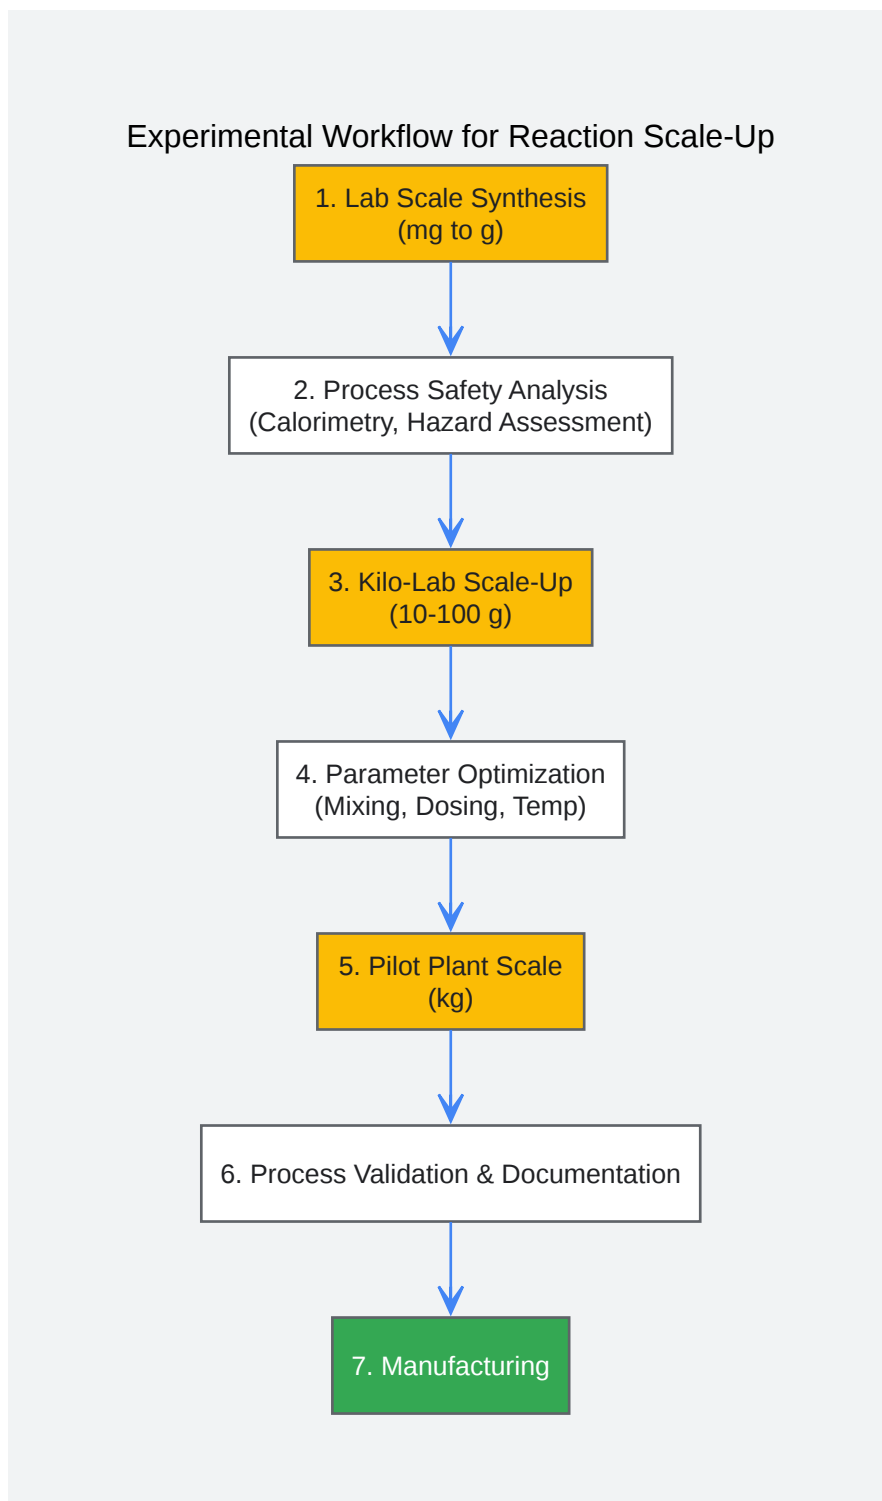 Experimental Workflow for Reaction Scale-Up
1. Lab Scale Synthesis
(mg to g)
2. Process Safety Analysis
(Calorimetry, Hazard Assessment)
3. Kilo-Lab Scale-Up
(10-100 g)
4. Parameter Optimization
(Mixing, Dosing, Temp)
5. Pilot Plant Scale
(kg)
6. Process Validation & Documentation
7. Manufacturing